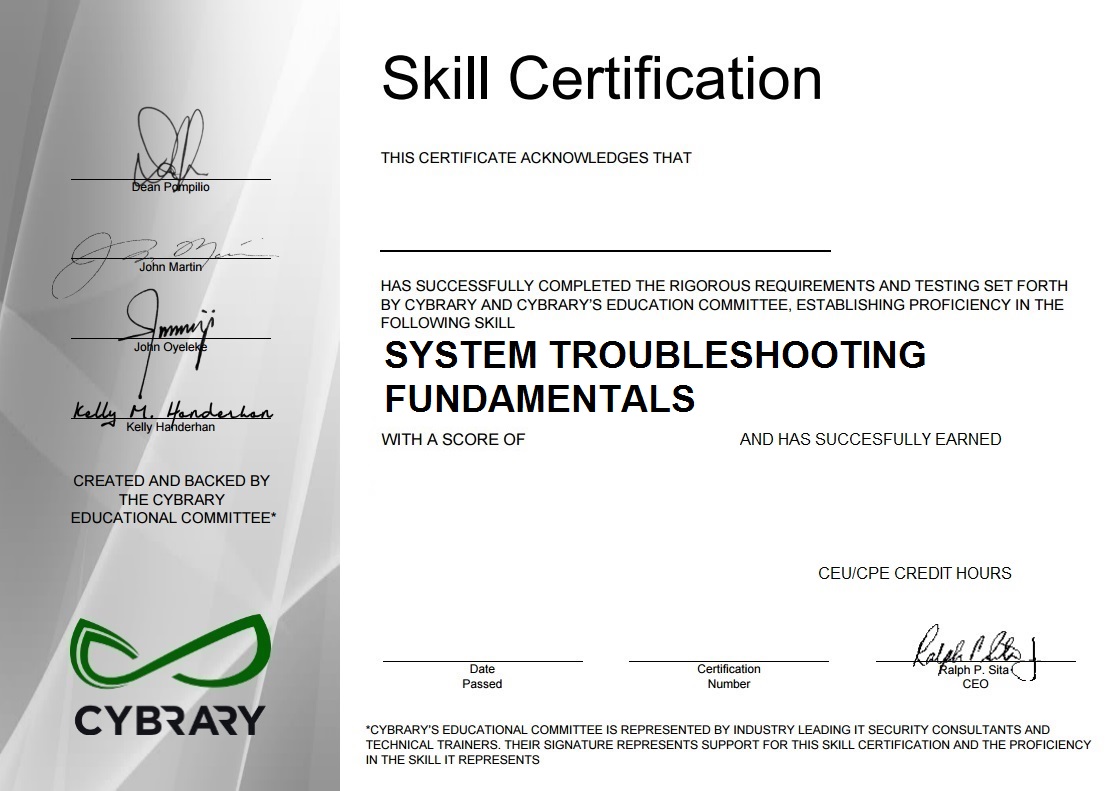 Skill Certification
THIS CERTIFICATE ACKNOWLEDGES THAT
HAS SUCCESSFULLY COMPLETED THE RIGOROUS REQUIREMENTS AND TESTING SET FORTH
BY CYBRARY AND CYBRARY'S EDUCATION COMMITTEE, ESTABLISHING PROFICIENCY IN THE
FOLLOWING SKILL
SYSTEM TROUBLESHOOTING
FUNDAMENTALS
WITH A SCORE OF
AND HAS SUCCESFULLY EARNED
CEU/CPE CREDIT HOURS
Date
Passed
Certification
Number
Ralph P. Sita
Ralph P. Sita
CEO
*CYBRARY'S EDUCATIONAL COMMITTEE IS REPRESENTED BY INDUSTRY LEADING IT SECURITY CONSULTANTS AND
TECHNICAL TRAINERS. THEIR SIGNATURE REPRESENTS SUPPORT FOR THIS SKILL CERTIFICATION AND THE PROFICIENCY
IN THE SKILL IT REPRESENTS
Dean Pompilio
John Martin
John Oyeleke
Kelly M. Handerhan
Kelly Handerhan
CREATED AND BACKED BY
THE CYBRARY
EDUCATIONAL COMMITTEE*
CYBRARY